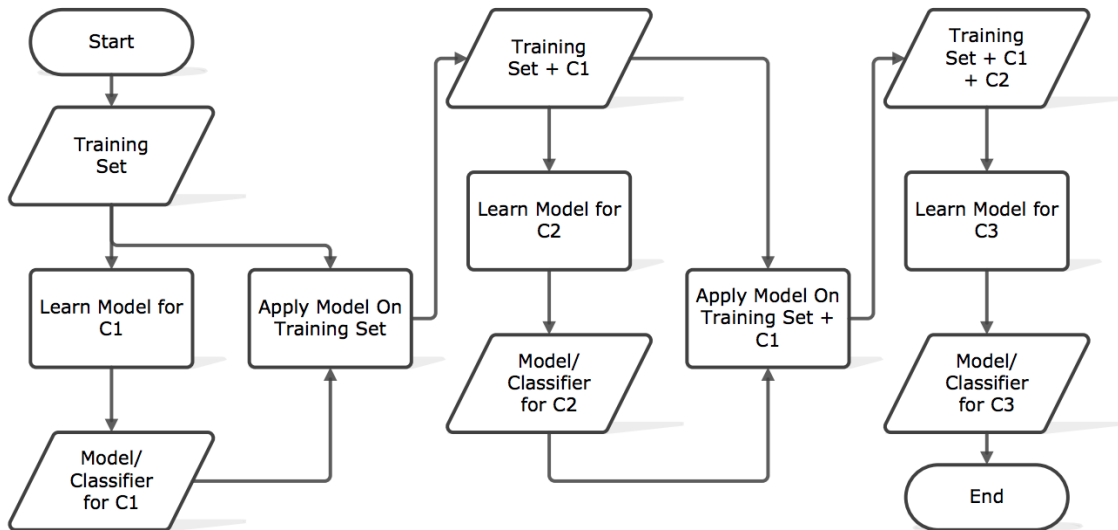 Start
Training
Set
Learn Model for
C1
Model/
Classifier
for C1
Apply Model On
Training Set
Training
Set + C1
Learn Model for
C2
Model/
Classifier
for C2
Apply Model On
Training Set +
C1
Training
Set + C1
+ C2
Learn Model for
C3
Model/
Classifier
for C3
End